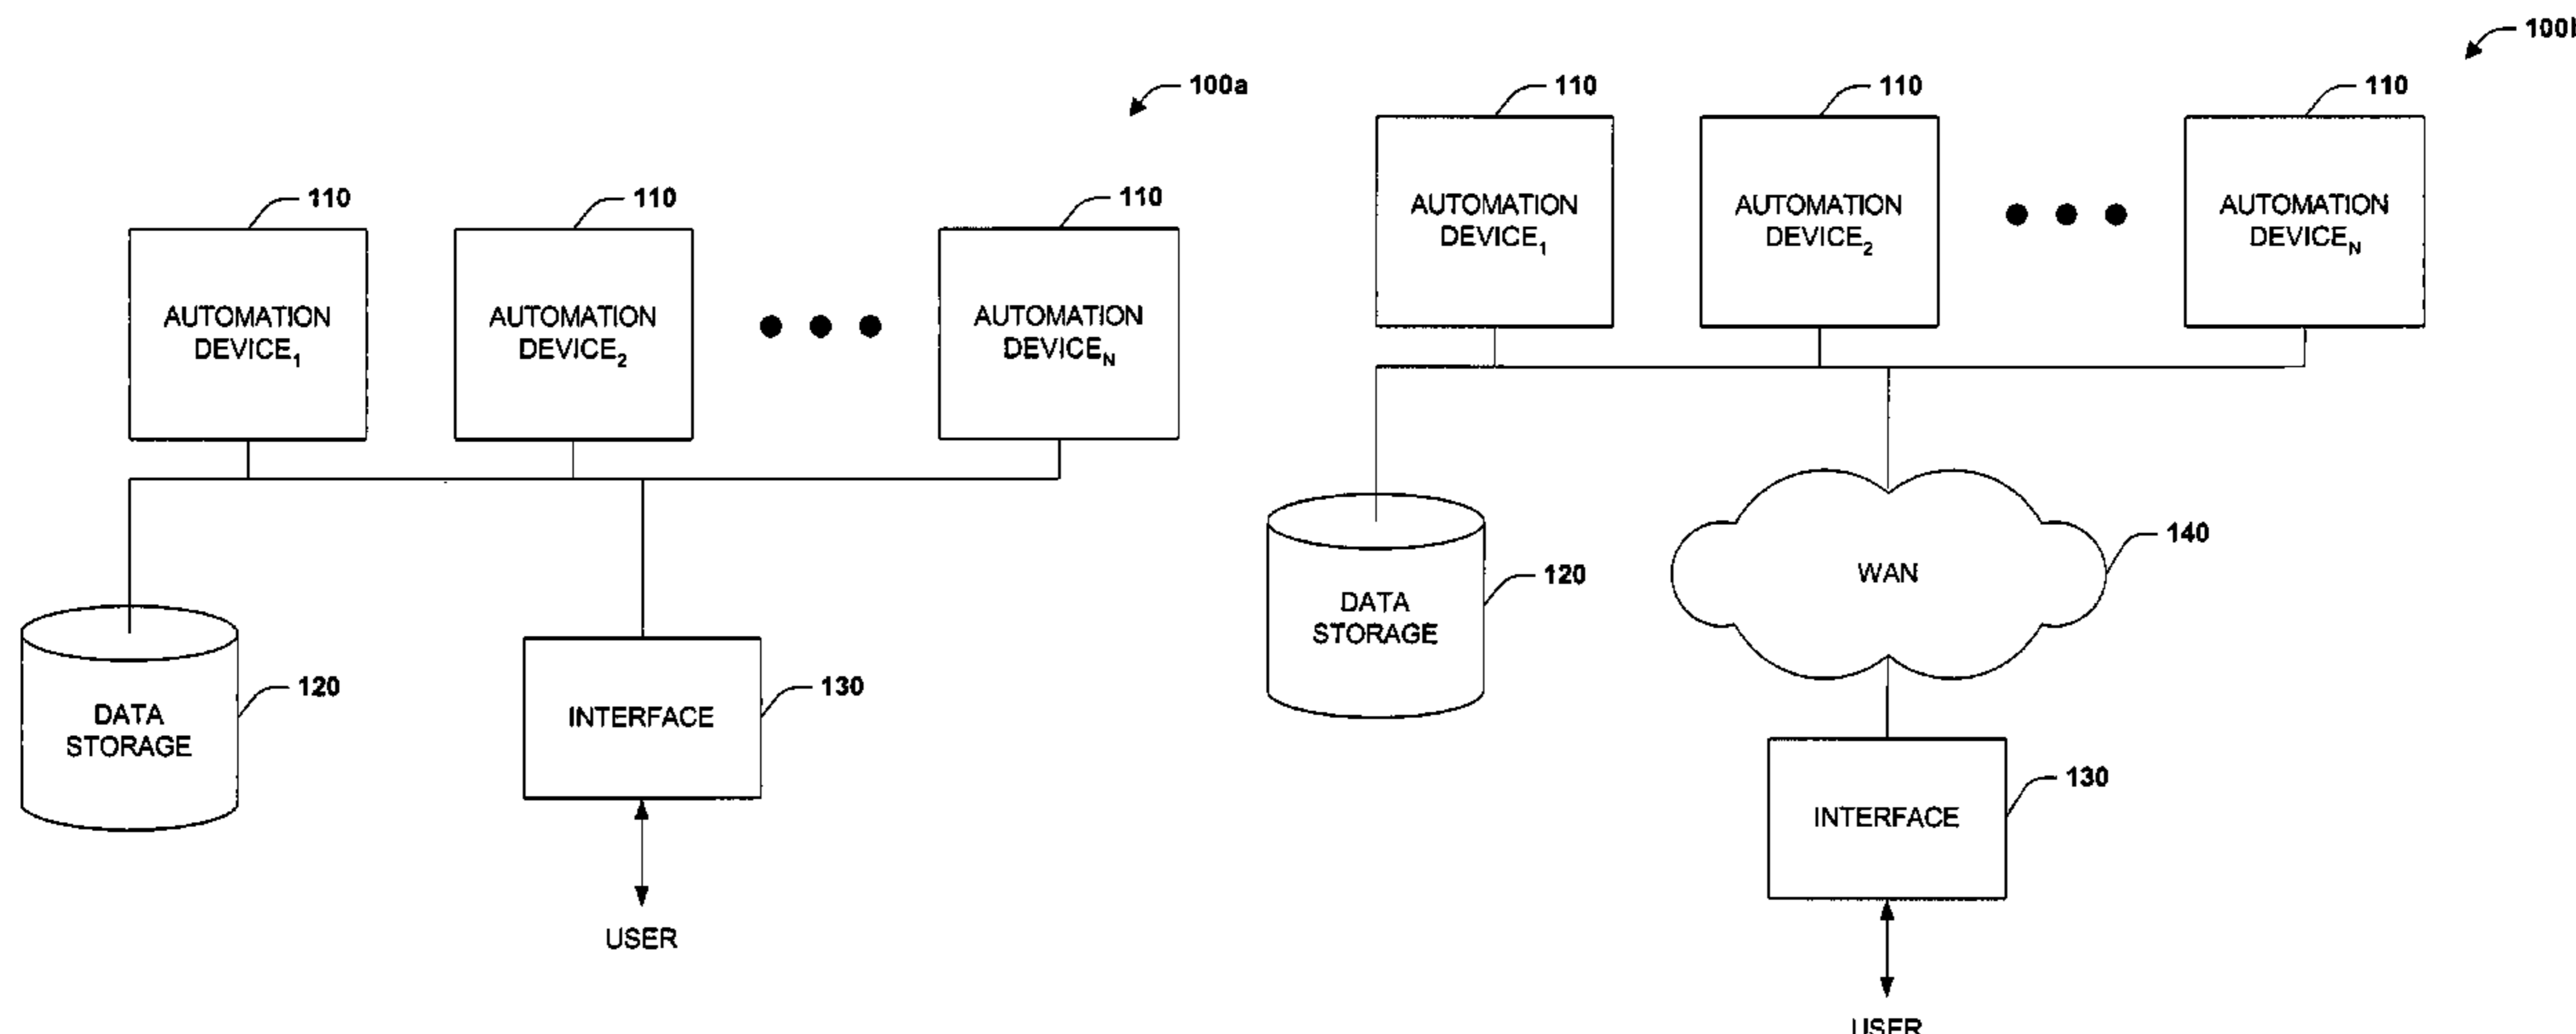 100a
110
110
110
AUTOMATION
DEVICE1
AUTOMATION
DEVICE2
AUTOMATION
DEVICEN
120
DATA
STORAGE
130
INTERFACE
USER
110
110
110
AUTOMATION
DEVICE1
AUTOMATION
DEVICE2
AUTOMATION
DEVICEN
140
WAN
120
DATA
STORAGE
130
INTERFACE
USER